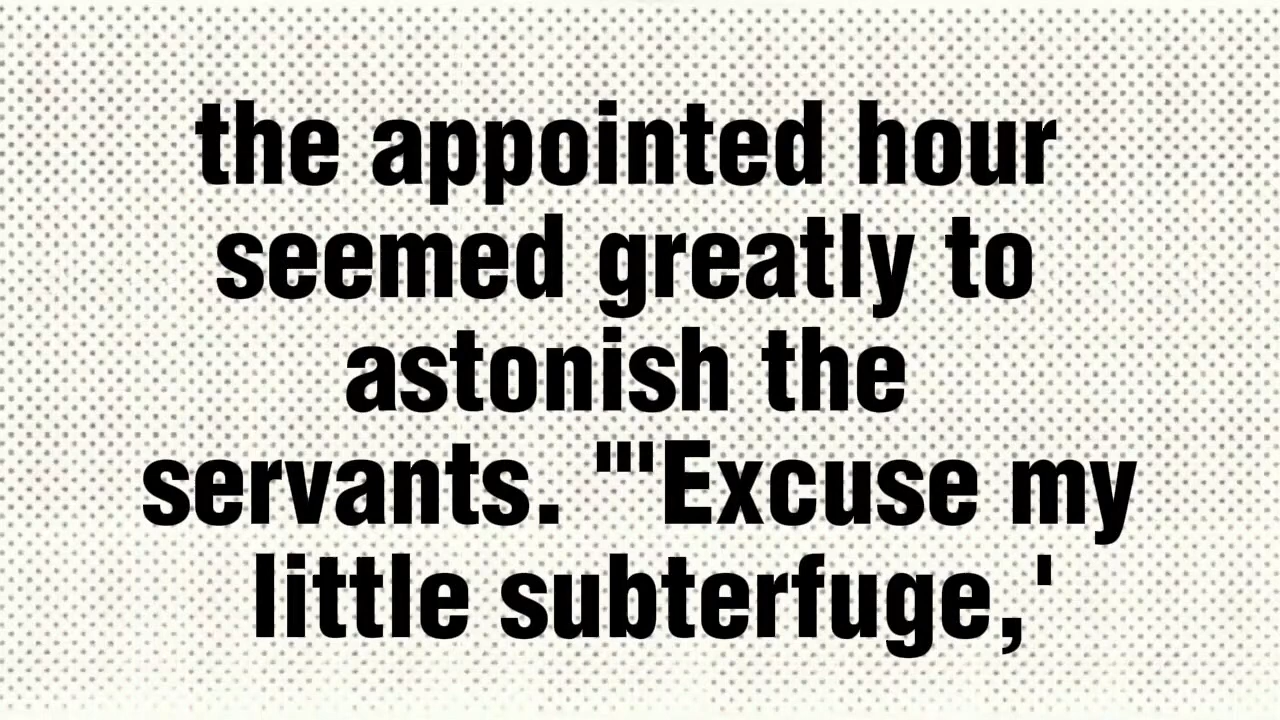 the appointed hour
seemed greatly to
astonish the
servants. "'Excuse my
little subterfuge,'